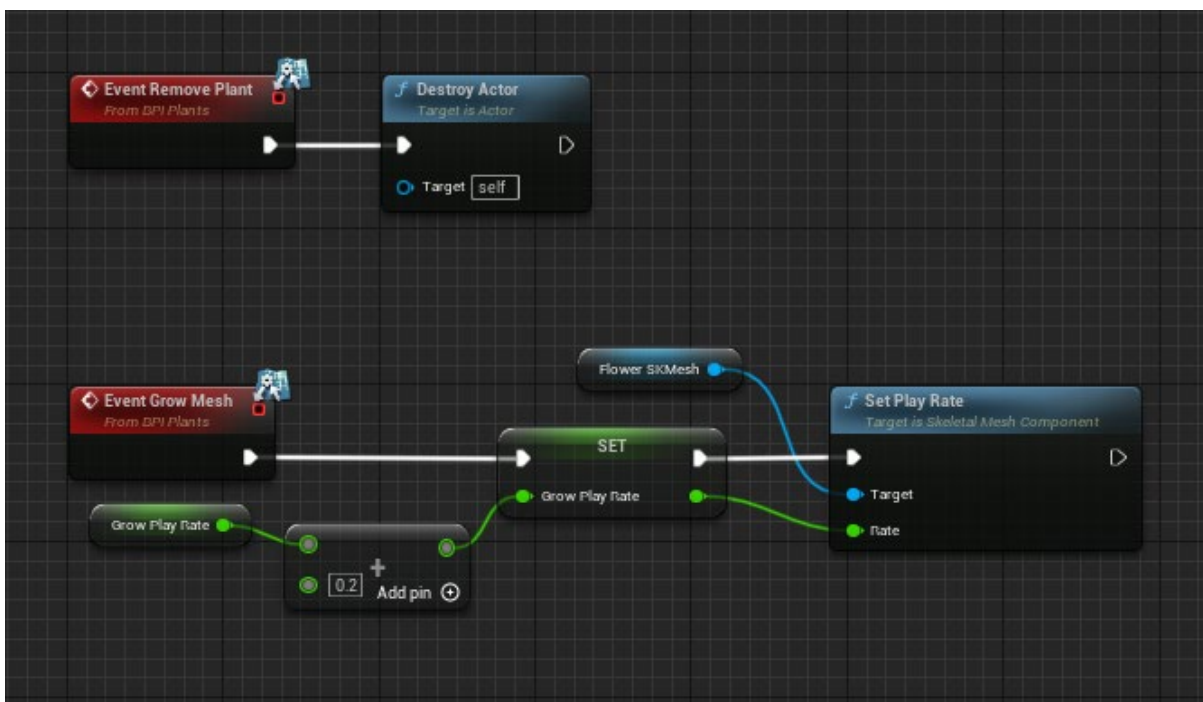 Event Remove Plant
From BPI Plants
f Destroy Actor
Target is Actor
Target self
Flower SKMesh
Event Grow Mesh
From BPI Plants
f Set Play Rate
Target is Skeletal Mesh Component
SET
Grow Play Rate
Target
Grow Play Rate
Rate
0.2
Add pin